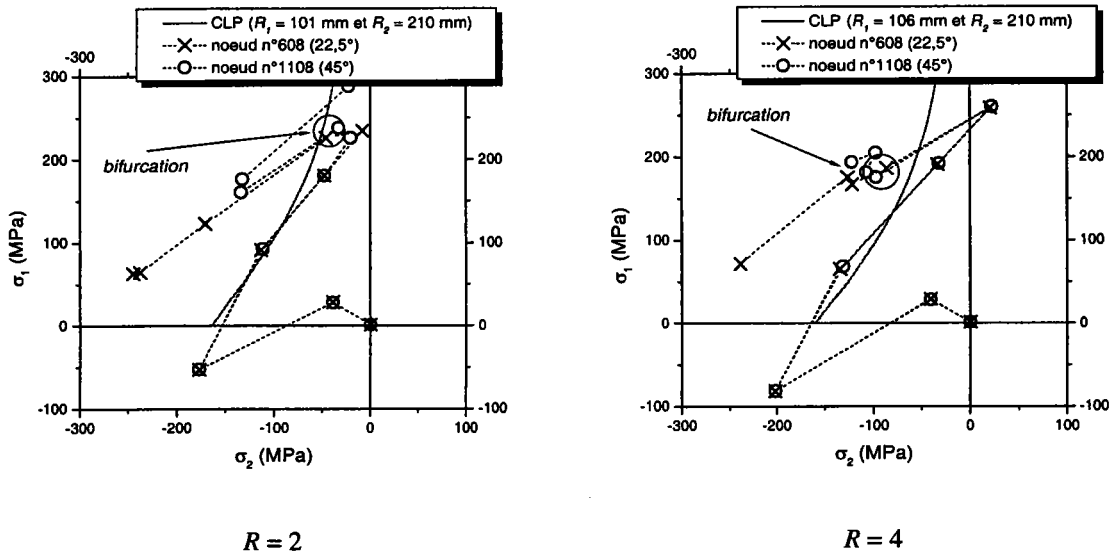 CLP (R₁ = 101 mm et R₂ = 210 mm)
noeud n°608 (22,5°)
noeud n°1108 (45°)
-300
300
200
100
0
-100
σ₁ (MPa)
bifurcation
200
100
0
-100
-300
-200
-100
0
100
σ₂ (MPa)
R = 2
CLP (R₁ = 106 mm et R₂ = 210 mm)
noeud n°608 (22,5°)
noeud n°1108 (45°)
-300
300
200
100
0
-100
σ₁ (MPa)
bifurcation
200
100
0
-100
-300
-200
-100
0
100
σ₂ (MPa)
R = 4